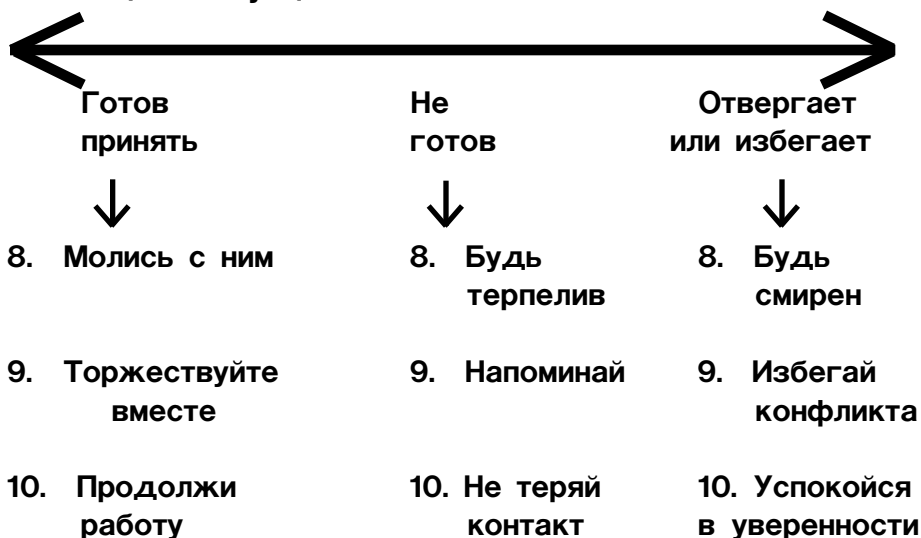 Готов Не Отвергает
принять готов или избегает
8. Молись с ним 8. Будь 8. Будь
терпелив смирен
9. Торжествуйте 9. Напоминай 9. Избегай
вместе конфликта
10. Продолжи 10. Не теряй 10. Успокойся
работу контакт в уверенности